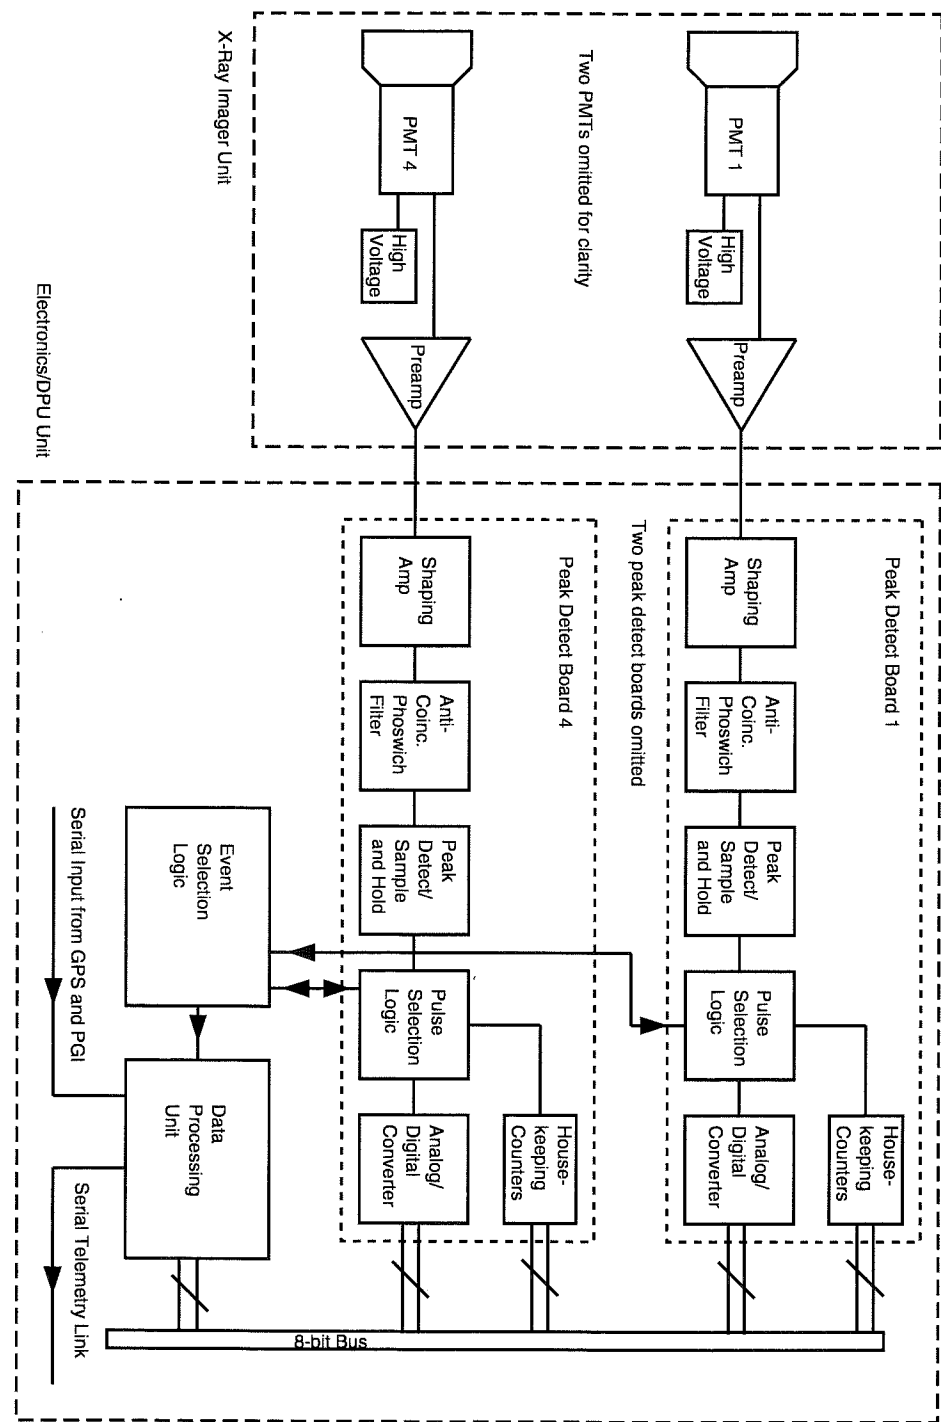 X-Ray Imager Unit
PMT 1
High
Voltage
Preamp
Two PMTs omitted for clarity
PMT 4
High
Voltage
Preamp
Electronics/DPU Unit
Peak Detect Board 1
Shaping
Amp
Anti-
Coinc.
Phoswich
Filter
Peak
Detect/
Sample
and Hold
Pulse
Selection
Logic
House-
keeping
Counters
Analog/
Digital
Converter
Two peak detect boards omitted
Peak Detect Board 4
Shaping
Amp
Anti-
Coinc.
Phoswich
Filter
Peak
Detect/
Sample
and Hold
Pulse
Selection
Logic
House-
keeping
Counters
Analog/
Digital
Converter
Event
Selection
Logic
Data
Processing
Unit
Serial Input from GPS and PGI
Serial Telemetry Link
8-bit Bus